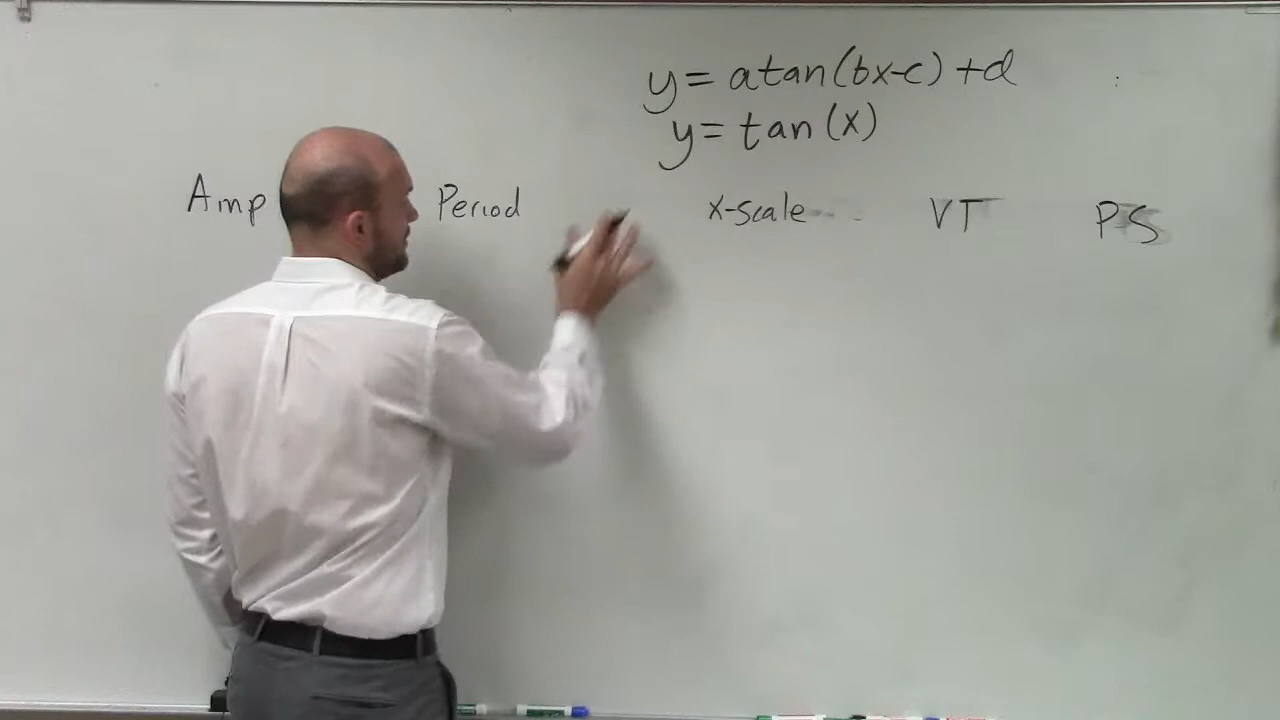 y = atan(bx-c) + d
y = tan(x)
Amp Period x-scale VT PS